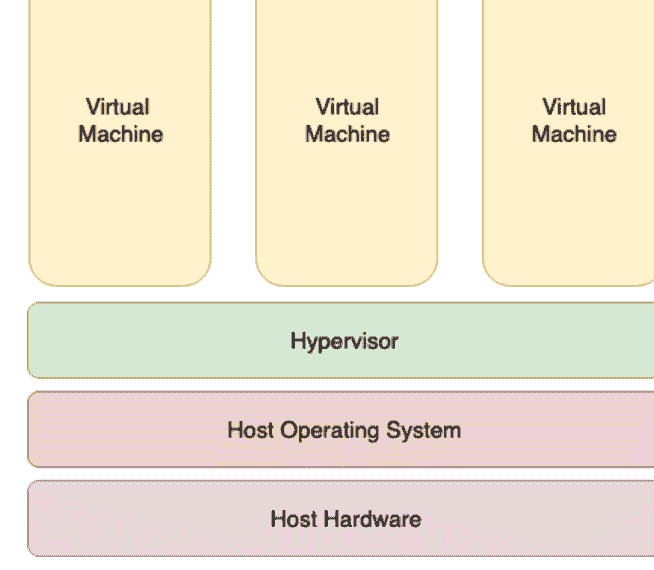 Virtual
Machine
Virtual
Machine
Virtual
Machine
Hypervisor
Host Operating System
Host Hardware